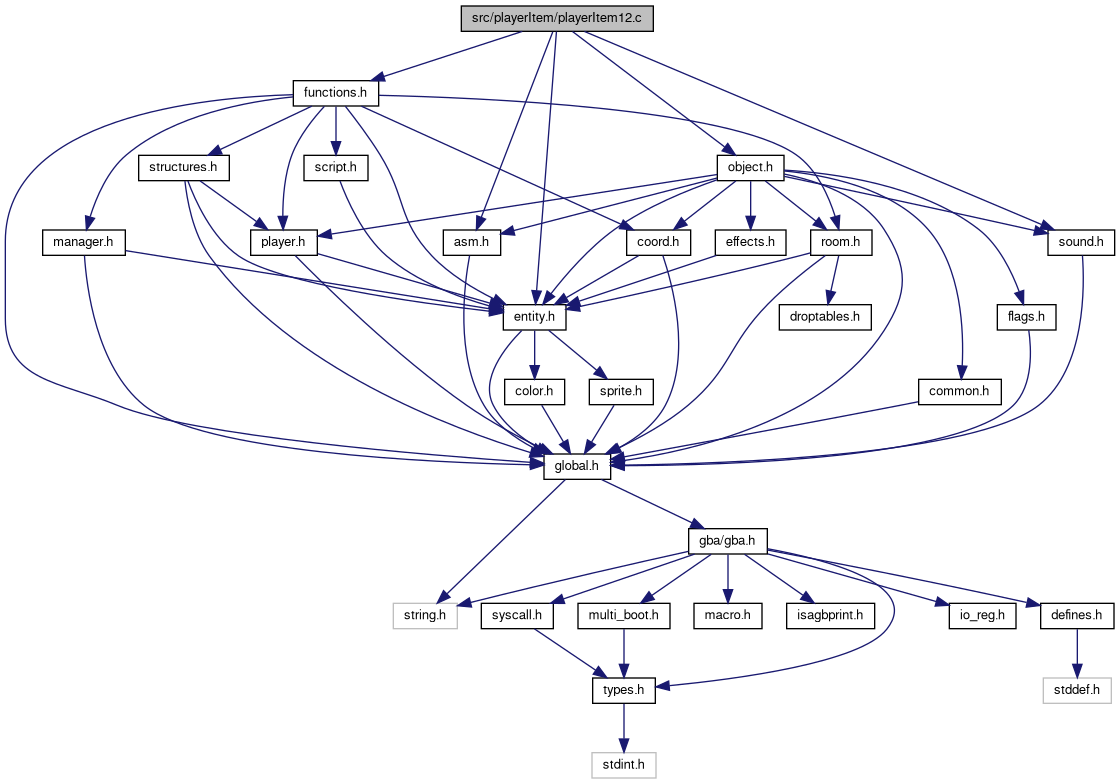 src/playerItem/playerItem12.c
functions.h
structures.h
script.h
object.h
manager.h
player.h
asm.h
coord.h
effects.h
room.h
sound.h
entity.h
droptables.h
flags.h
color.h
sprite.h
common.h
global.h
gba/gba.h
string.h
syscall.h
multi_boot.h
macro.h
isagbprint.h
io_reg.h
defines.h
types.h
stddef.h
stdint.h